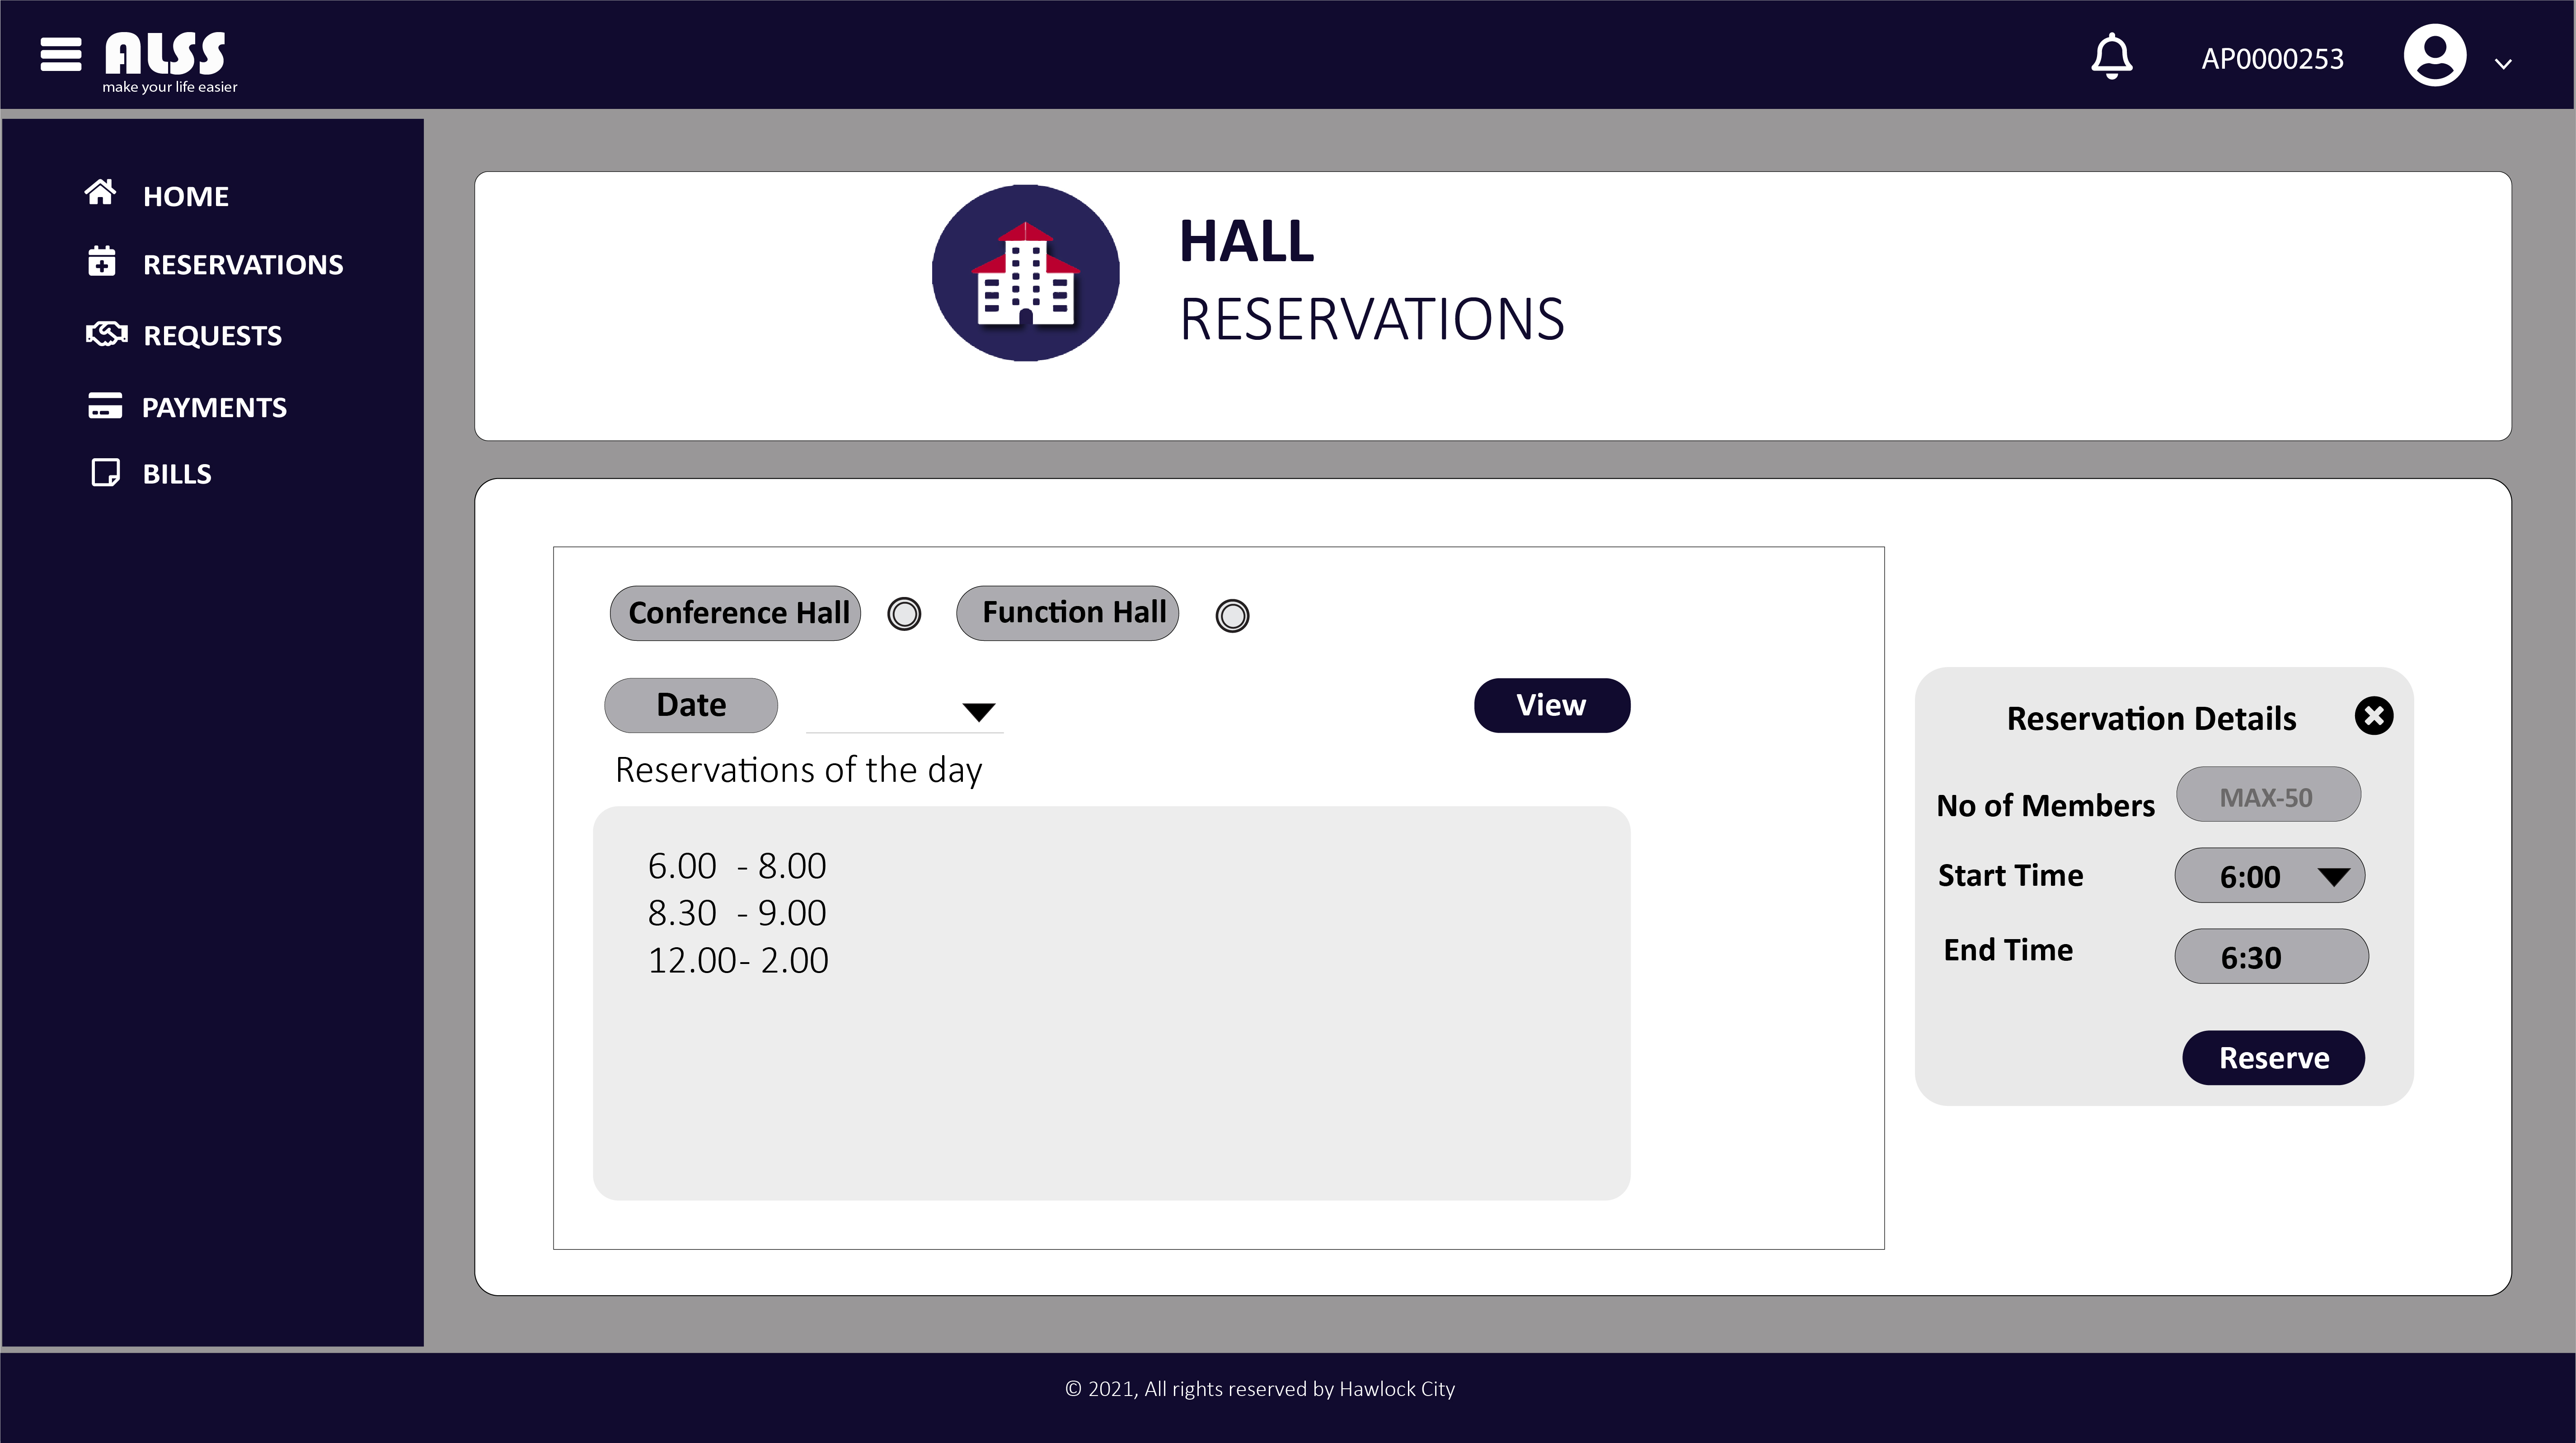 ALSS
make your life easier
AP0000253
HOME
RESERVATIONS
REQUESTS
PAYMENTS
BILLS
HALL
RESERVATIONS
Conference Hall
Function Hall
Date
View
Reservations of the day
6.00 - 8.00
8.30 - 9.00
12.00- 2.00
Reservation Details
No of Members
MAX-50
Start Time
6:00
End Time
6:30
Reserve
© 2021, All rights reserved by Hawlock City